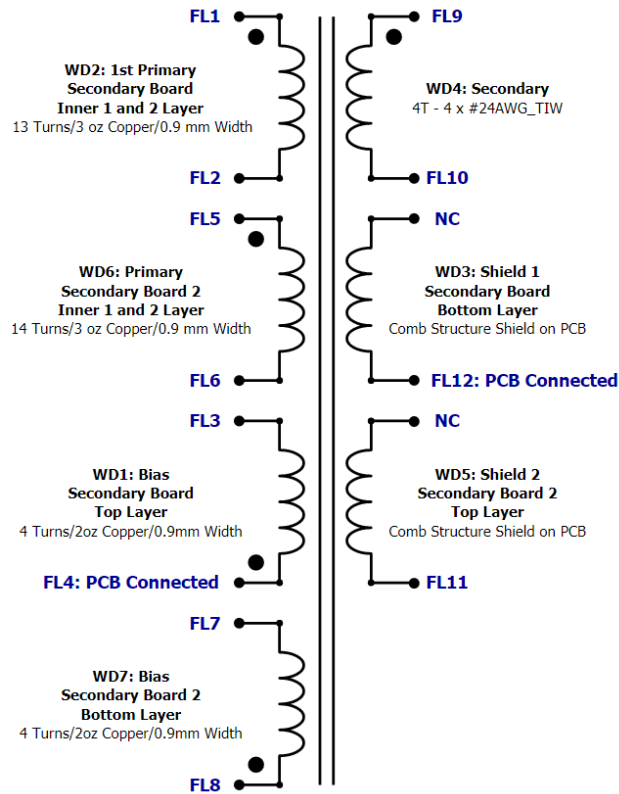 FL1
WD2: 1st Primary
Secondary Board
Inner 1 and 2 Layer
13 Turns/3 oz Copper/0.9 mm Width
FL2
FL5
WD6: Primary
Secondary Board 2
Inner 1 and 2 Layer
14 Turns/3 oz Copper/0.9 mm Width
FL6
FL3
WD1: Bias
Secondary Board
Top Layer
4 Turns/2oz Copper/0.9mm Width
FL4: PCB Connected
FL7
WD7: Bias
Secondary Board 2
Bottom Layer
4 Turns/2oz Copper/0.9mm Width
FL8
FL9
WD4: Secondary
4T - 4 x #24AWG_TIW
FL10
NC
WD3: Shield 1
Secondary Board
Bottom Layer
Comb Structure Shield on PCB
FL12: PCB Connected
NC
WD5: Shield 2
Secondary Board 2
Top Layer
Comb Structure Shield on PCB
FL11